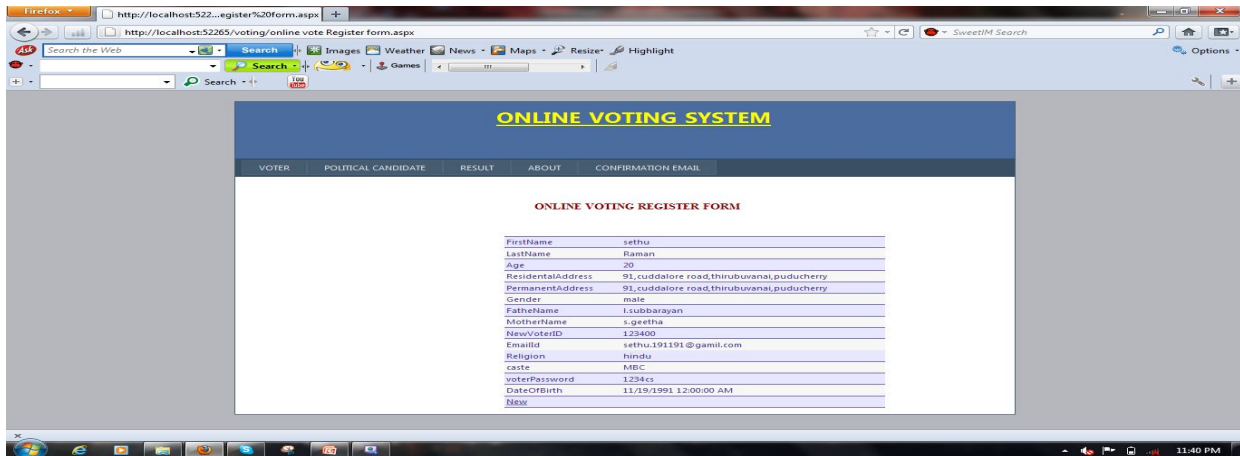 Firefox
http://localhost:522...egister%20form.aspx +
http://localhost:52265/voting/online vote Register form.aspx
SweetIM Search
Ask Search the Web Search Images Weather News Maps Resize Highlight Options
Search Games
Search You Tube
ONLINE VOTING SYSTEM
VOTER POLITICAL CANDIDATE RESULT ABOUT CONFIRMATION EMAIL
ONLINE VOTING REGISTER FORM
FirstName sethu
LastName Raman
Age 20
ResidentalAddress 91,cuddalore road,thirubuvanai,puducherry
PermanentAddress 91,cuddalore road,thirubuvanai,puducherry
Gender male
FatheName l.subbarayan
MotherName s.geetha
NewVoterID 123400
EmailId sethu.191191@gamil.com
Religion hindu
caste MBC
voterPassword 1234cs
DateOfBirth 11/19/1991 12:00:00 AM
New
11:40 PM